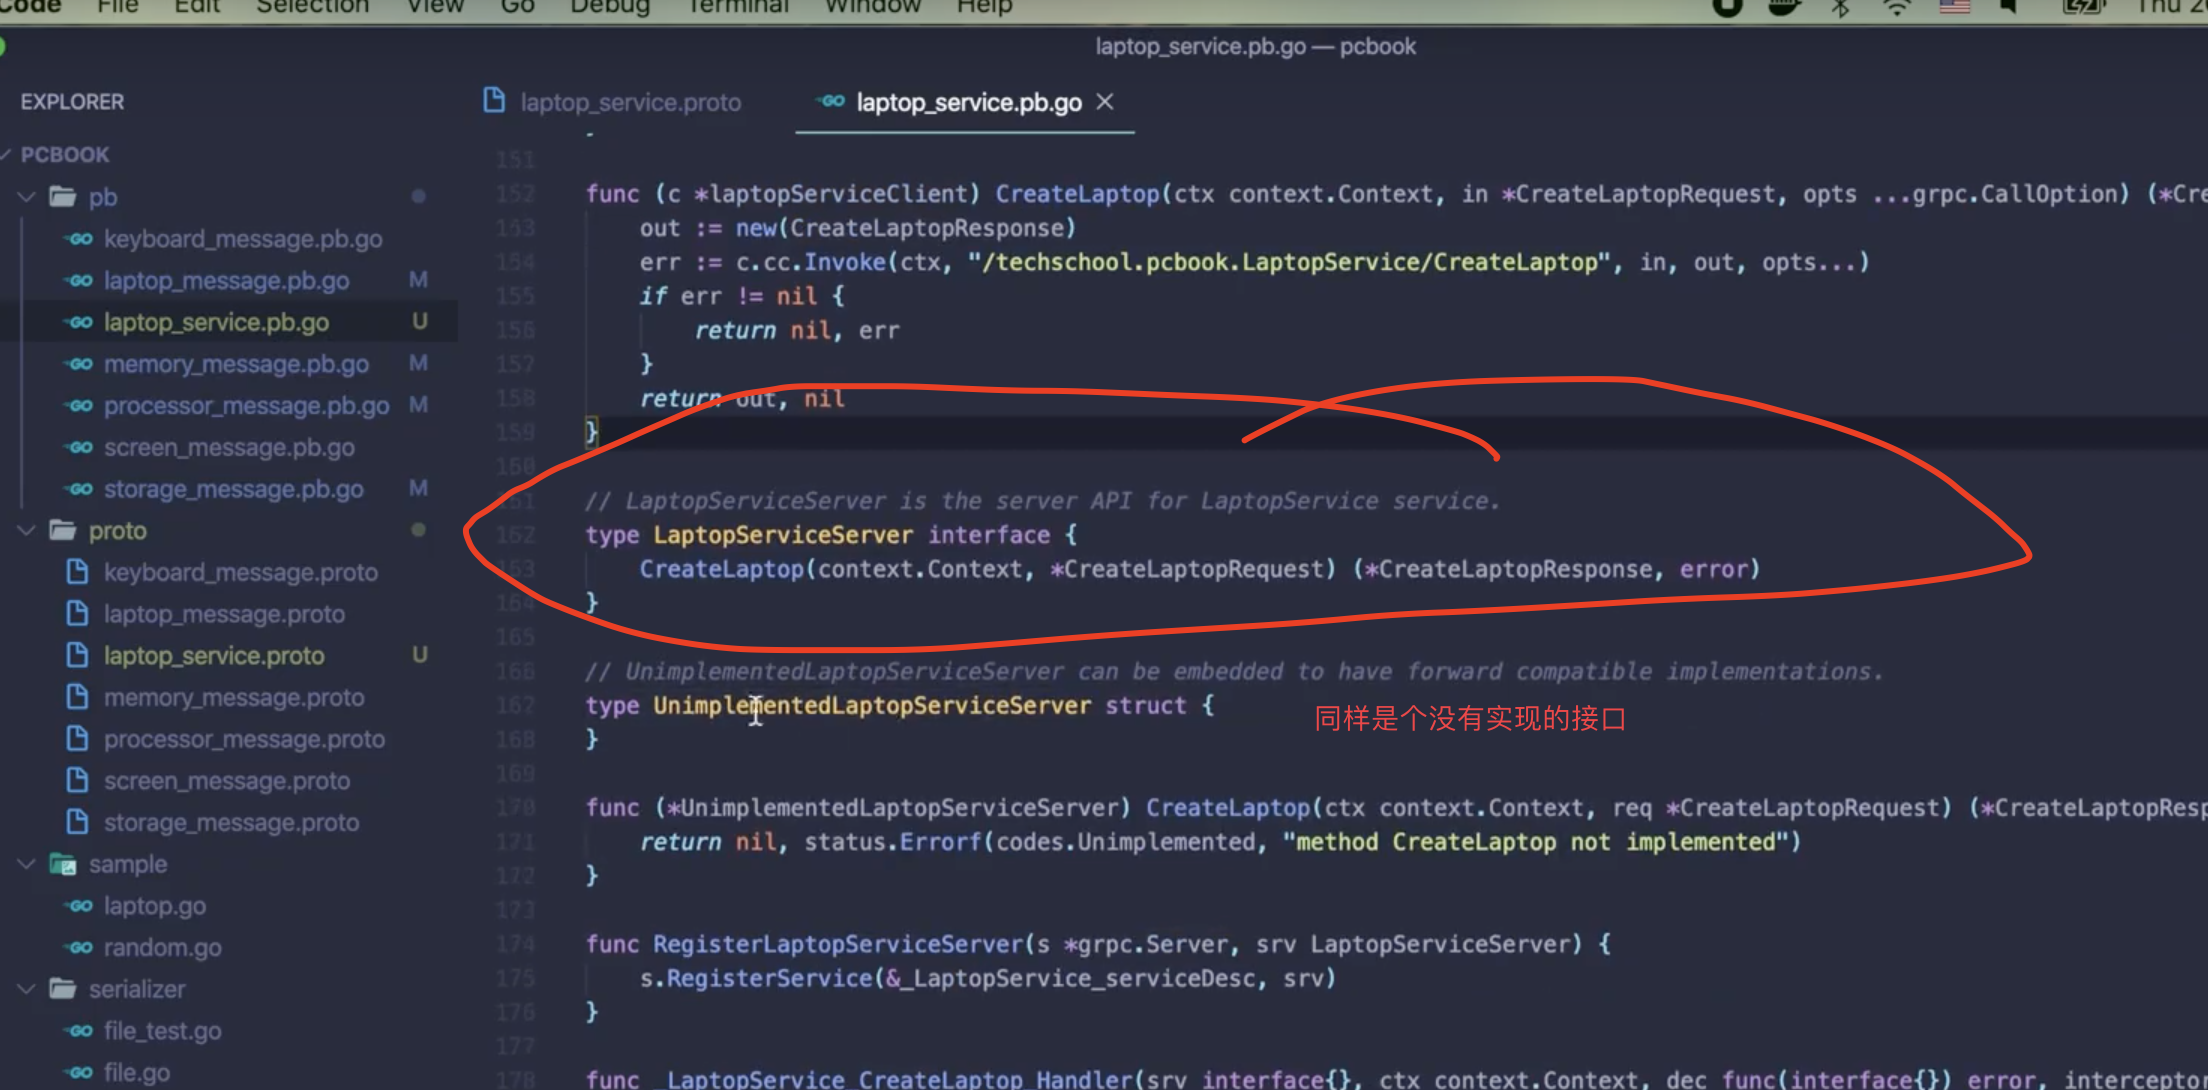 Code File Edit Selection View Go Debug Terminal Window Help
laptop_service.pb.go — pcbook
EXPLORER
PCBOOK
pb
keyboard_message.pb.go
laptop_message.pb.go M
laptop_service.pb.go U
memory_message.pb.go M
processor_message.pb.go M
screen_message.pb.go
storage_message.pb.go M
proto
keyboard_message.proto
laptop_message.proto
laptop_service.proto U
memory_message.proto
processor_message.proto
screen_message.proto
storage_message.proto
sample
laptop.go
random.go
serializer
file_test.go
file.go
laptop_service.proto
laptop_service.pb.go
151
152 func (c *laptopServiceClient) CreateLaptop(ctx context.Context, in *CreateLaptopRequest, opts ...grpc.CallOption) (*Cre
153 out := new(CreateLaptopResponse)
154 err := c.cc.Invoke(ctx, "/techschool.pcbook.LaptopService/CreateLaptop", in, out, opts...)
155 if err != nil {
156 return nil, err
157 }
158 return out, nil
159 }
160
161 // LaptopServiceServer is the server API for LaptopService service.
162 type LaptopServiceServer interface {
163 CreateLaptop(context.Context, *CreateLaptopRequest) (*CreateLaptopResponse, error)
164 }
165
166 // UnimplementedLaptopServiceServer can be embedded to have forward compatible implementations.
167 type UnimplementedLaptopServiceServer struct {
同样是个没有实现的接口
168 }
169
170 func (*UnimplementedLaptopServiceServer) CreateLaptop(ctx context.Context, req *CreateLaptopRequest) (*CreateLaptopResp
171 return nil, status.Errorf(codes.Unimplemented, "method CreateLaptop not implemented")
172 }
173
174 func RegisterLaptopServiceServer(s *grpc.Server, srv LaptopServiceServer) {
175 s.RegisterService(&_LaptopService_serviceDesc, srv)
176 }
177
178 func _LaptopService_CreateLaptop_Handler(srv interface{}, ctx context.Context, dec func(interface{}) error, interceptor